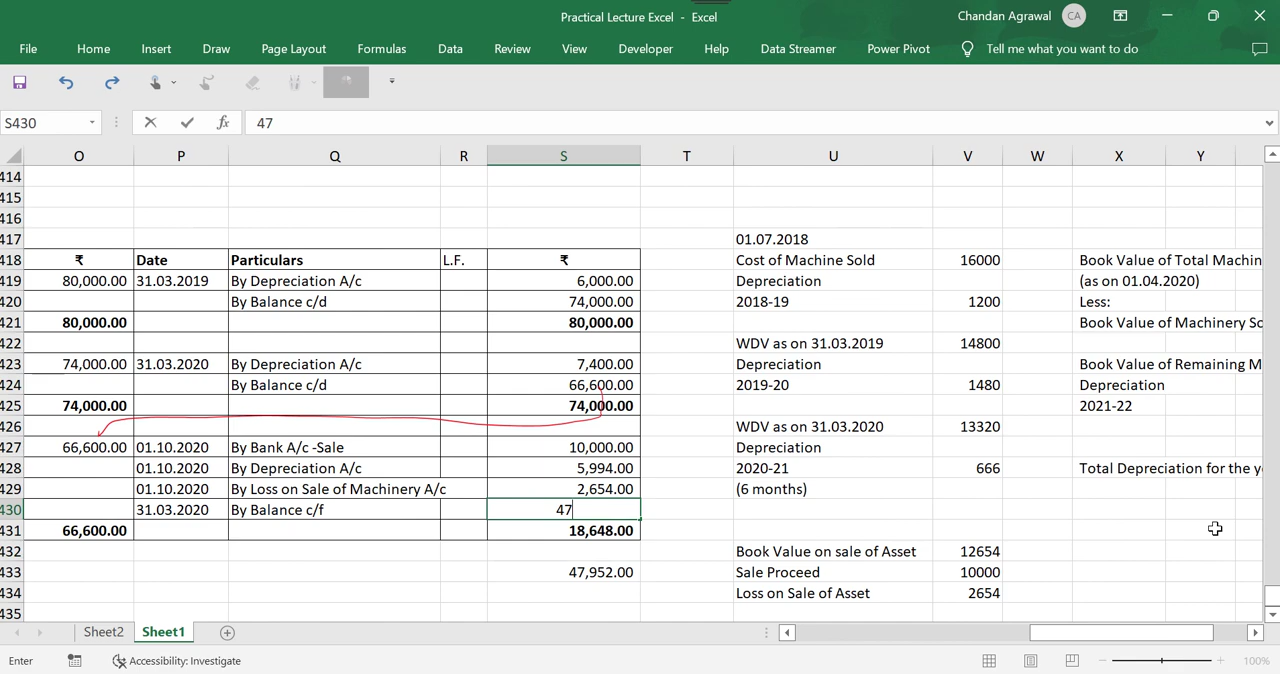 Practical Lecture Excel - Excel
Chandan Agrawal CA
File Home Insert Draw Page Layout Formulas Data Review View Developer Help Data Streamer Power Pivot Tell me what you want to do
S430 fx 47
O P Q R S T U V W X Y
414
415
416
417 01.07.2018
418 ₹ Date Particulars L.F. ₹ Cost of Machine Sold 16000 Book Value of Total Machin
419 80,000.00 31.03.2019 By Depreciation A/c 6,000.00 Depreciation (as on 01.04.2020)
420 By Balance c/d 74,000.00 2018-19 1200 Less:
421 80,000.00 80,000.00 Book Value of Machinery So
422 WDV as on 31.03.2019 14800
423 74,000.00 31.03.2020 By Depreciation A/c 7,400.00 Depreciation Book Value of Remaining M
424 By Balance c/d 66,600.00 2019-20 1480 Depreciation
425 74,000.00 74,000.00 2021-22
426 WDV as on 31.03.2020 13320
427 66,600.00 01.10.2020 By Bank A/c -Sale 10,000.00 Depreciation
428 01.10.2020 By Depreciation A/c 5,994.00 2020-21 666 Total Depreciation for the y
429 01.10.2020 By Loss on Sale of Machinery A/c 2,654.00 (6 months)
430 31.03.2020 By Balance c/f 47
431 66,600.00 18,648.00
432 Book Value on sale of Asset 12654
433 47,952.00 Sale Proceed 10000
434 Loss on Sale of Asset 2654
435
Sheet2 Sheet1
Enter Accessibility: Investigate 100%